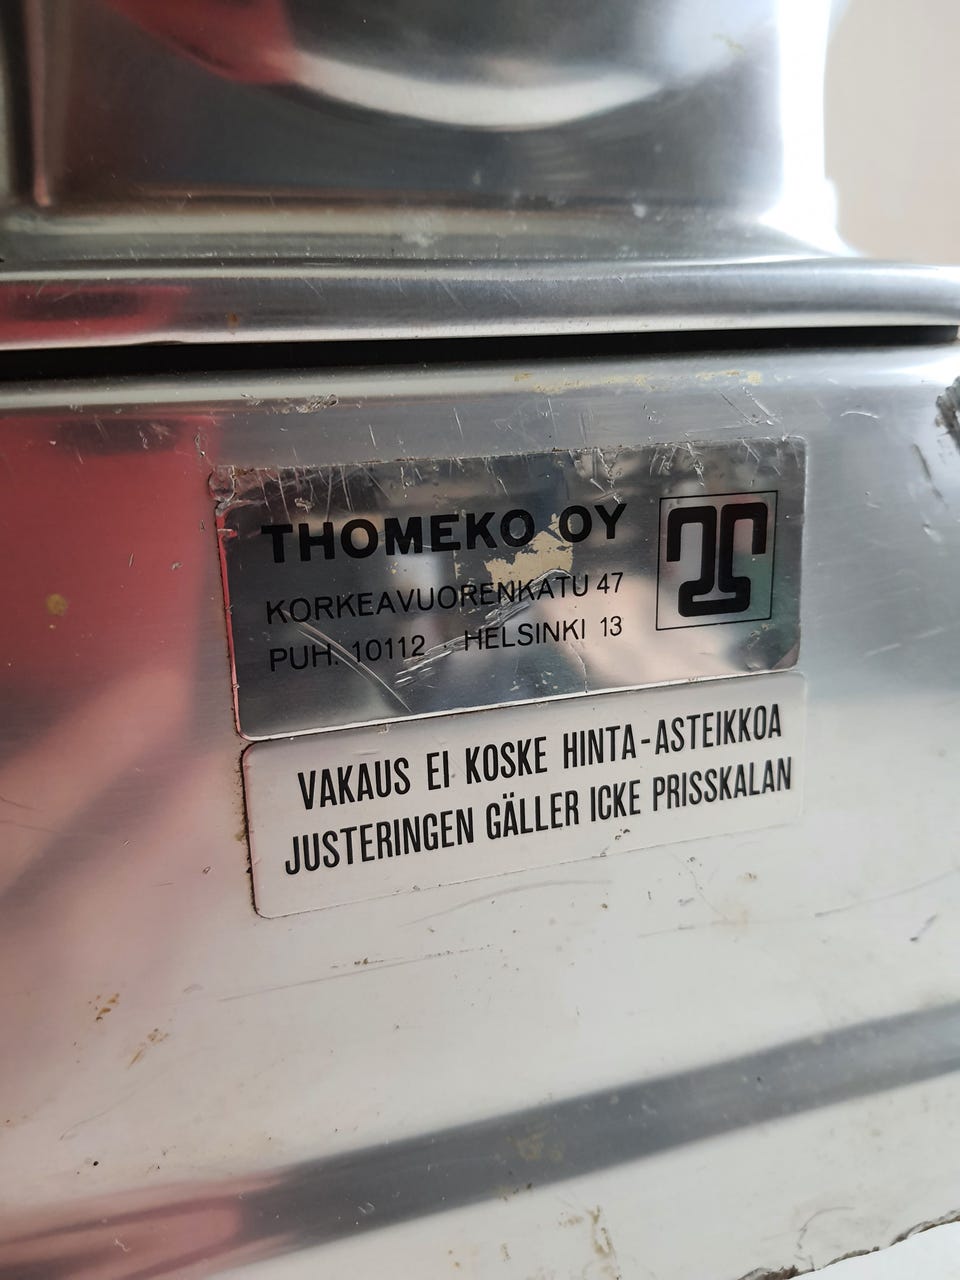 THOMEKO OY
KORKEAVUORENKATU 47
PUH. 10112 · HELSINKI 13
T
VAKAUS EI KOSKE HINTA-ASTEIKKOA
JUSTERINGEN GÄLLER ICKE PRISSKALAN